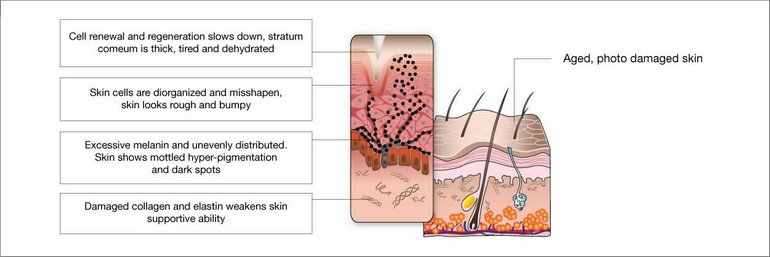 Cell renewal and regeneration slows down, stratum
corneum is thick, tired and dehydrated
Skin cells are diorganized and misshapen,
skin looks rough and bumpy
Excessive melanin and unevenly distributed.
Skin shows mottled hyper-pigmentation
and dark spots
Damaged collagen and elastin weakens skin
supportive ability
Aged, photo damaged skin